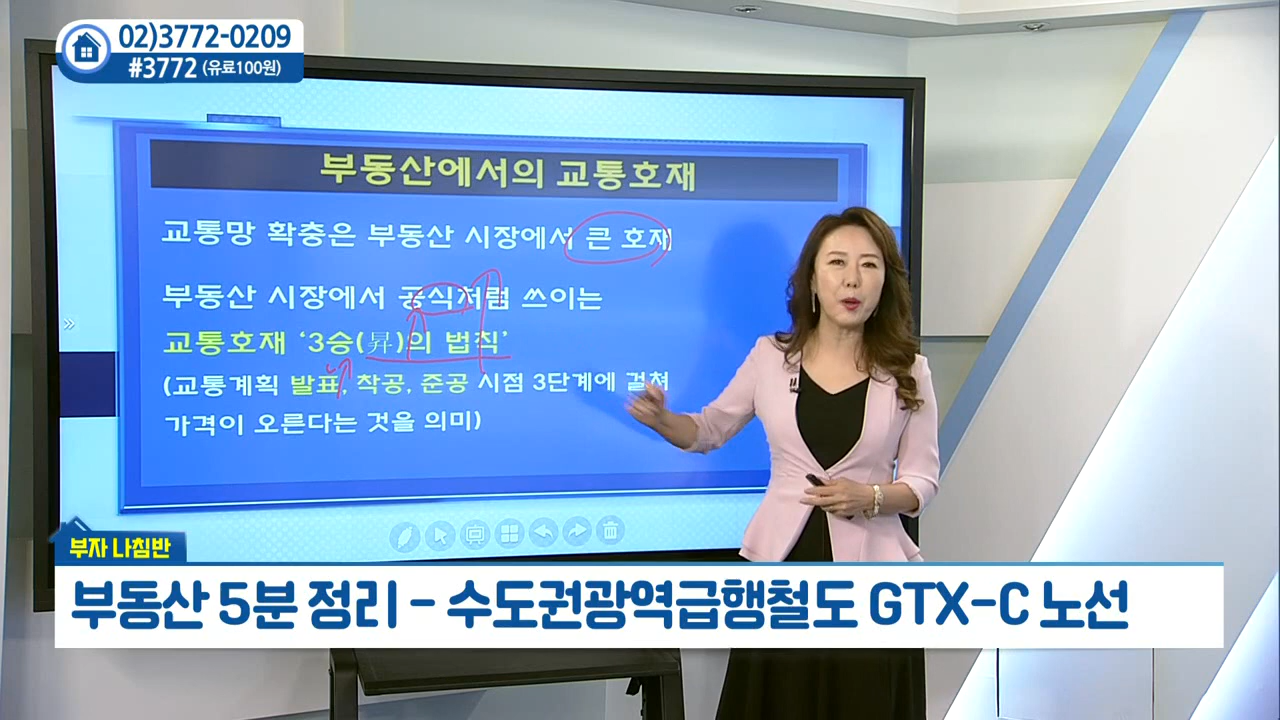 02)3772-0209
#3772 (유료100원)
부동산에서의 교통호재
교통망 확충은 부동산 시장에서 큰 호재
부동산 시장에서 공식처럼 쓰이는
교통호재 ‘3승(昇)의 법칙’
(교통계획 발표, 착공, 준공 시점 3단계에 걸쳐
가격이 오른다는 것을 의미)
부자 나침반
부동산 5분 정리 - 수도권광역급행철도 GTX-C 노선